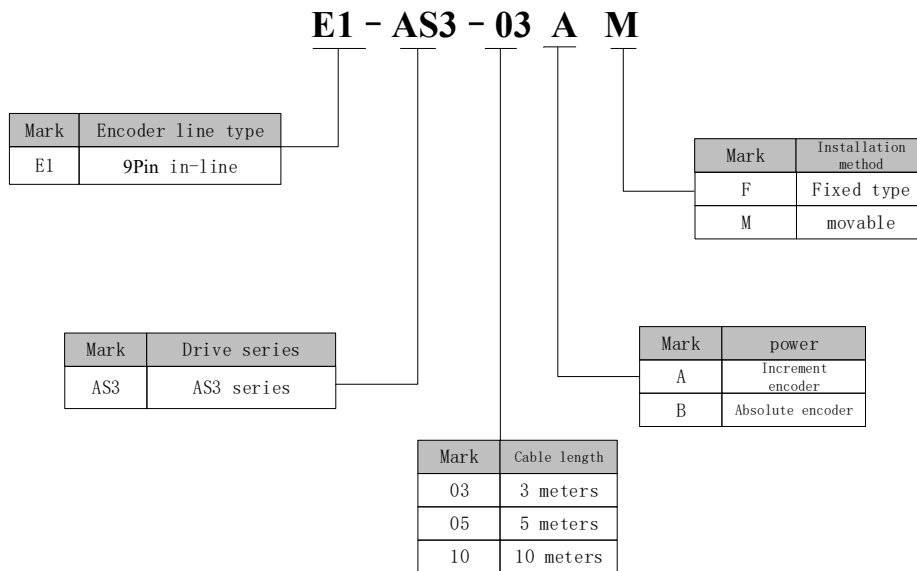 E1 - AS3 - 03 A M
Mark Encoder line type
E1 9Pin in-line
Mark Installation method
F Fixed type
M movable
Mark Drive series
AS3 AS3 series
Mark power
A Increment encoder
B Absolute encoder
Mark Cable length
03 3 meters
05 5 meters
10 10 meters